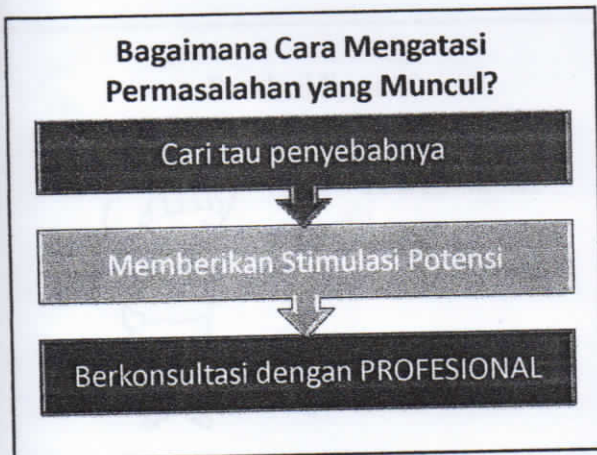 Bagaimana Cara Mengatasi
Permasalahan yang Muncul?
Cari tau penyebabnya
Memberikan Stimulasi Potensi
Berkonsultasi dengan PROFESIONAL